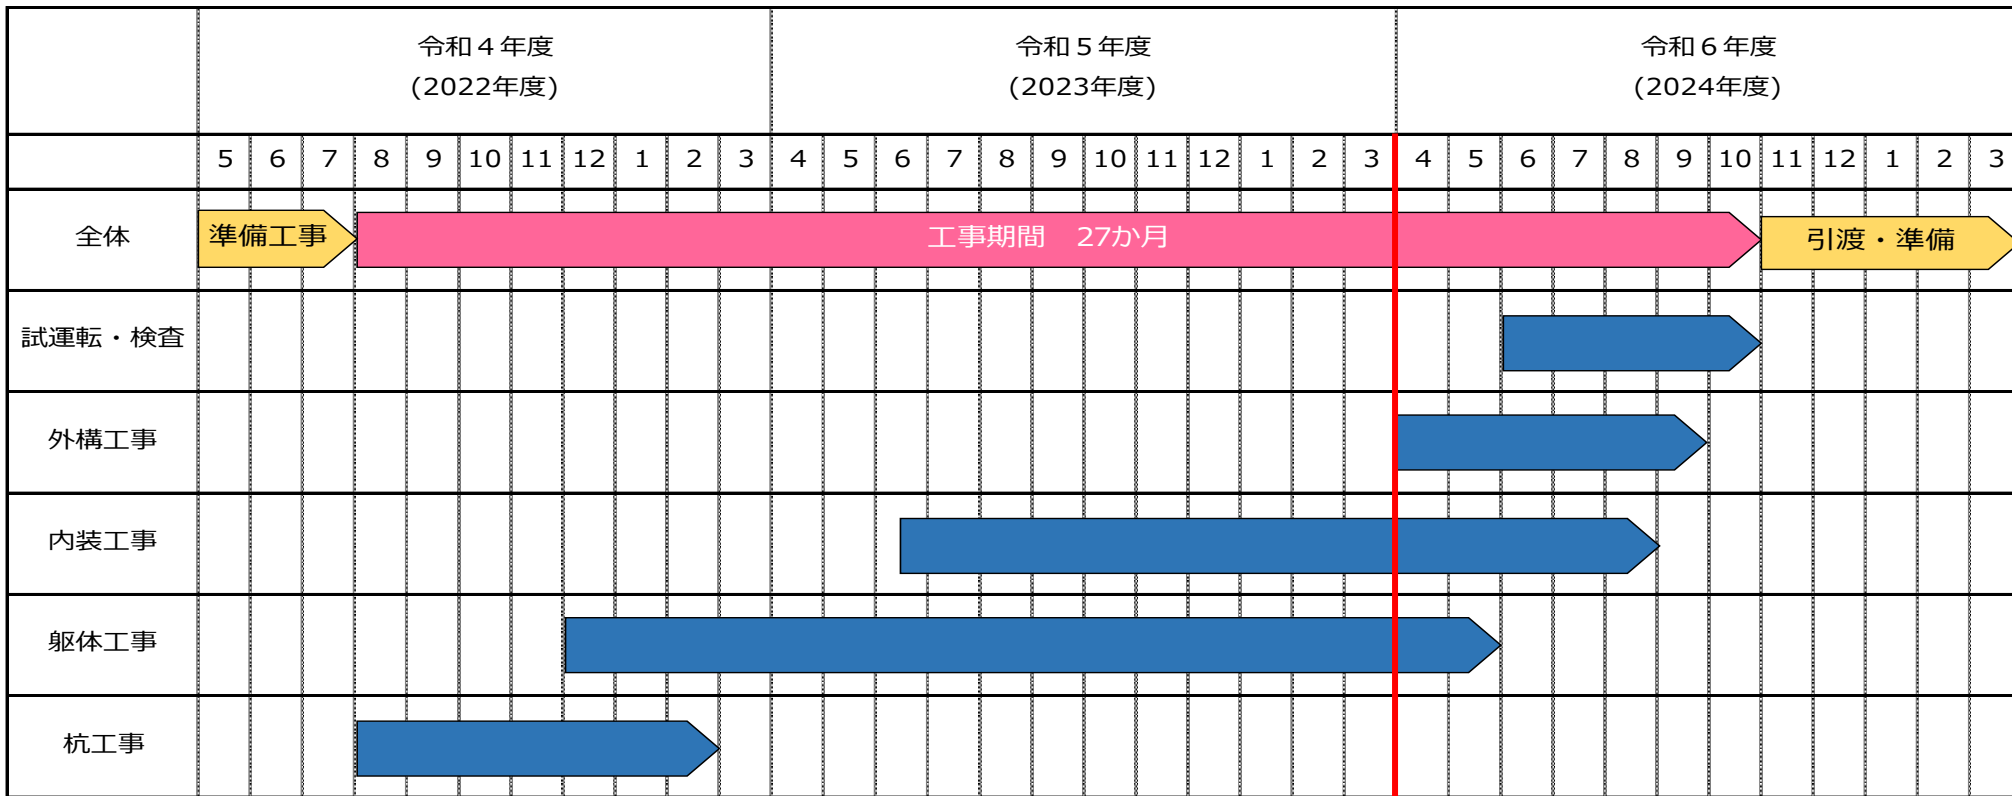 令和４年度
(2022年度)
令和５年度
(2023年度)
令和６年度
(2024年度)
5 6 7 8 9 10 11 12 1 2 3 4 5 6 7 8 9 10 11 12 1 2 3 4 5 6 7 8 9 10 11 12 1 2 3
全体 準備工事 工事期間　27か月 引渡・準備
試運転・検査
外構工事
内装工事
躯体工事
杭工事